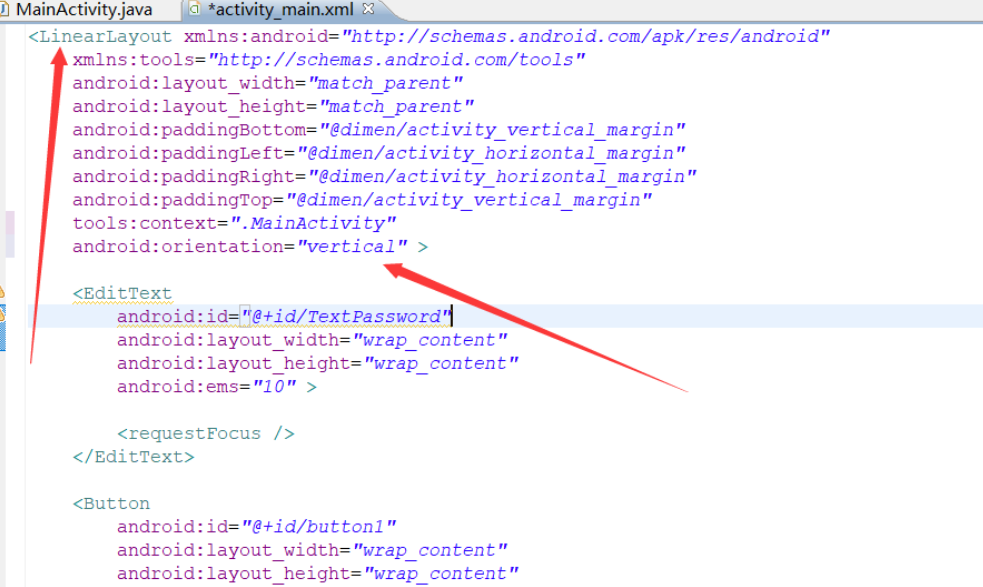 MainActivity.java *activity_main.xml
<LinearLayout xmlns:android="http://schemas.android.com/apk/res/android"
xmlns:tools="http://schemas.android.com/tools"
android:layout_width="match_parent"
android:layout_height="match_parent"
android:paddingBottom="@dimen/activity_vertical_margin"
android:paddingLeft="@dimen/activity_horizontal_margin"
android:paddingRight="@dimen/activity_horizontal_margin"
android:paddingTop="@dimen/activity_vertical_margin"
tools:context=".MainActivity"
android:orientation="vertical" >
<EditText
android:id="@+id/TextPassword"
android:layout_width="wrap_content"
android:layout_height="wrap_content"
android:ems="10" >
<requestFocus />
</EditText>
<Button
android:id="@+id/button1"
android:layout_width="wrap_content"
android:layout_height="wrap_content"